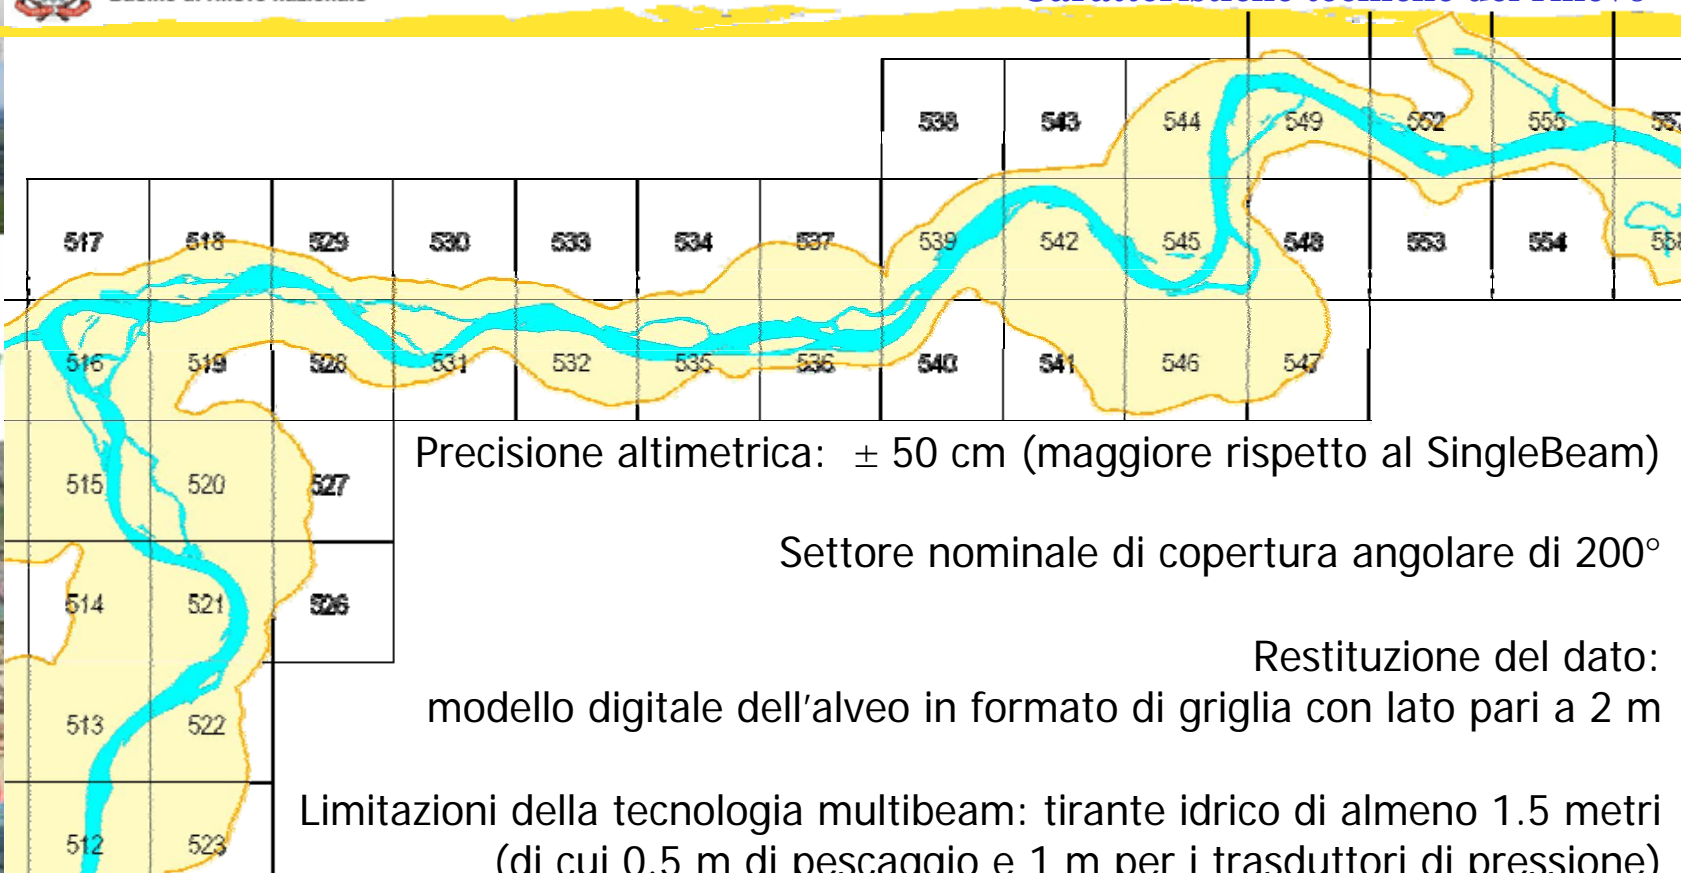 538 543 544 549 552 555
517 518 529 530 533 534 537 539 542 545 548 553 554
516 519 528 531 532 535 536 540 541 546 547
Precisione altimetrica: ± 50 cm (maggiore rispetto al SingleBeam)
515 520 527
Settore nominale di copertura angolare di 200°
514 521 526
Restituzione del dato:
modello digitale dell'alveo in formato di griglia con lato pari a 2 m
513 522
Limitazioni della tecnologia multibeam: tirante idrico di almeno 1.5 metri
512 523
(di cui 0.5 m di pescaggio e 1 m per i trasduttori di pressione)